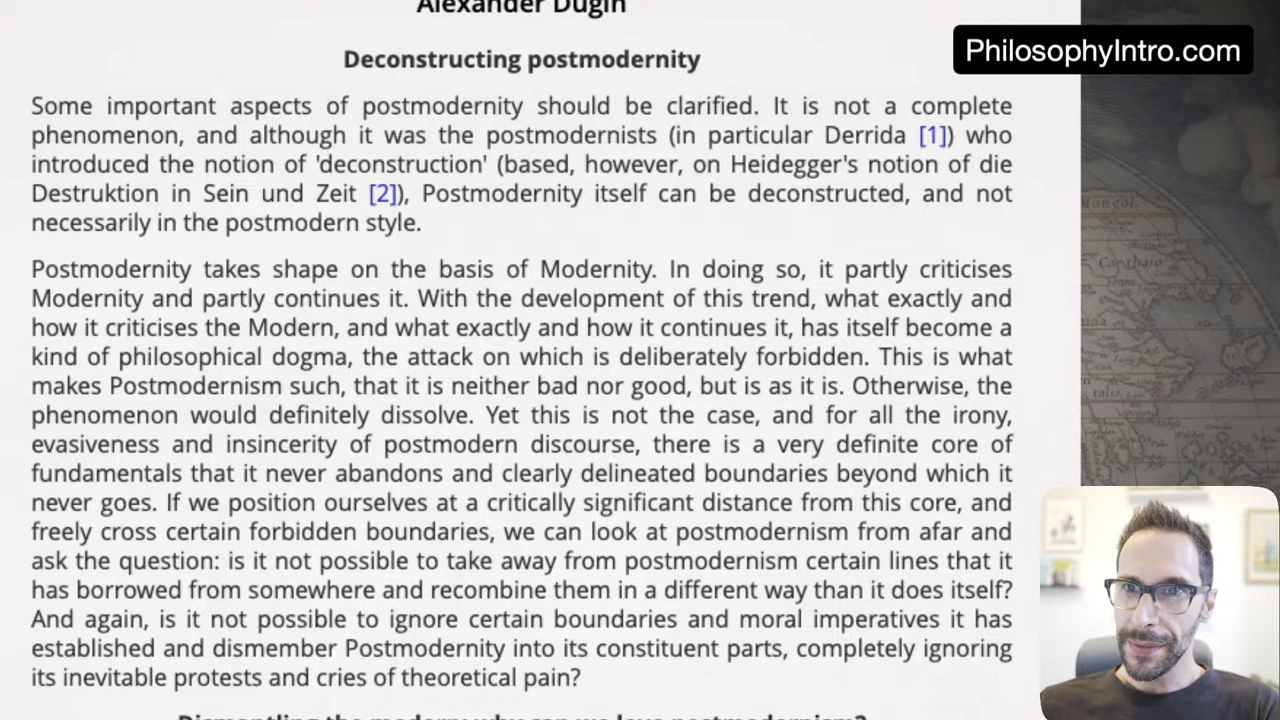 Alexander Dugin
PhilosophyIntro.com
Deconstructing postmodernity
Some important aspects of postmodernity should be clarified. It is not a complete
phenomenon, and although it was the postmodernists (in particular Derrida [1]) who
introduced the notion of 'deconstruction' (based, however, on Heidegger's notion of die
Destruktion in Sein und Zeit [2]), Postmodernity itself can be deconstructed, and not
necessarily in the postmodern style.
Postmodernity takes shape on the basis of Modernity. In doing so, it partly criticises
Modernity and partly continues it. With the development of this trend, what exactly and
how it criticises the Modern, and what exactly and how it continues it, has itself become a
kind of philosophical dogma, the attack on which is deliberately forbidden. This is what
makes Postmodernism such, that it is neither bad nor good, but is as it is. Otherwise, the
phenomenon would definitely dissolve. Yet this is not the case, and for all the irony,
evasiveness and insincerity of postmodern discourse, there is a very definite core of
fundamentals that it never abandons and clearly delineated boundaries beyond which it
never goes. If we position ourselves at a critically significant distance from this core, and
freely cross certain forbidden boundaries, we can look at postmodernism from afar and
ask the question: is it not possible to take away from postmodernism certain lines that it
has borrowed from somewhere and recombine them in a different way than it does itself?
And again, is it not possible to ignore certain boundaries and moral imperatives it has
established and dismember Postmodernity into its constituent parts, completely ignoring
its inevitable protests and cries of theoretical pain?
Dismantling the modern: why can we love postmodernism?
Mongol,
Canthaio